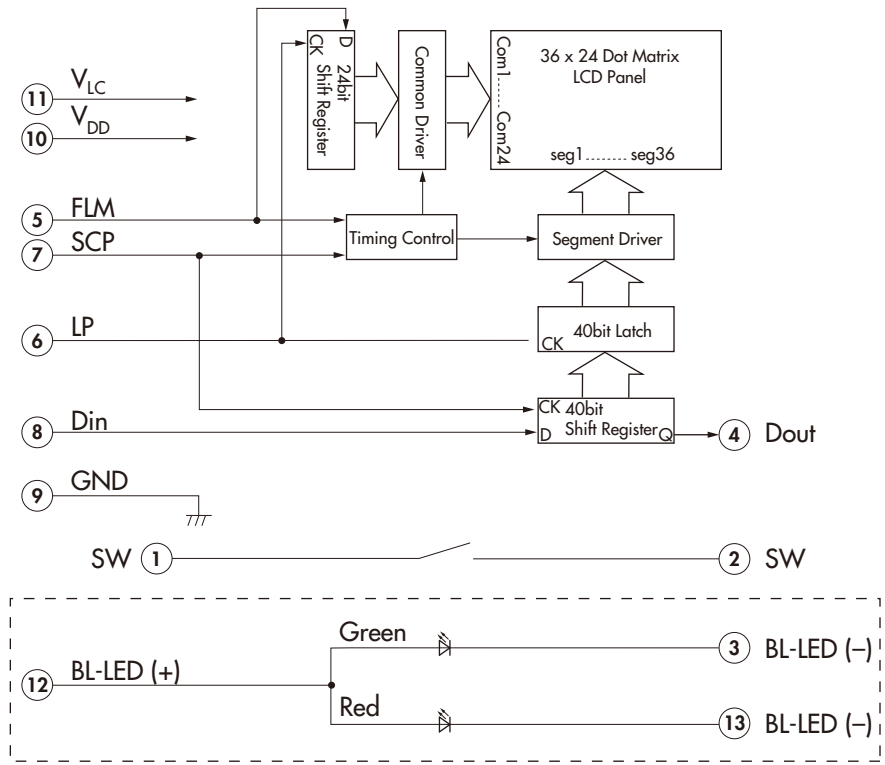 D
CK
24bit
Shift Register
Common Driver
Com1 ...... Com24
36 x 24 Dot Matrix
LCD Panel
seg1 ........ seg36
11 VLC
10 VDD
5 FLM
7 SCP
Timing Control
Segment Driver
6 LP
40bit Latch
CK
8 Din
CK 40bit
D Shift Register Q
4 Dout
9 GND
SW 1
2 SW
Green
3 BL-LED (–)
12 BL-LED (+)
Red
13 BL-LED (–)